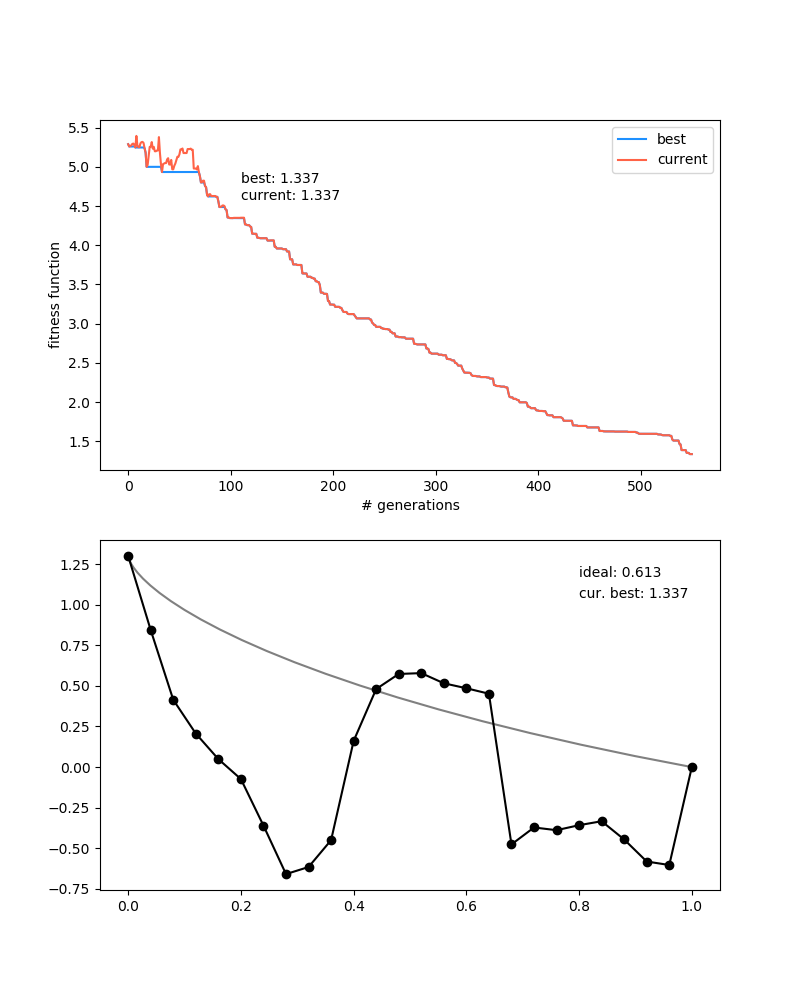 5.5
5.0
4.5
4.0
3.5
3.0
2.5
2.0
1.5
fitness function
best
current
best: 1.337
current: 1.337
0 100 200 300 400 500
# generations
1.25
1.00
0.75
0.50
0.25
0.00
−0.25
−0.50
−0.75
ideal: 0.613
cur. best: 1.337
0.0 0.2 0.4 0.6 0.8 1.0